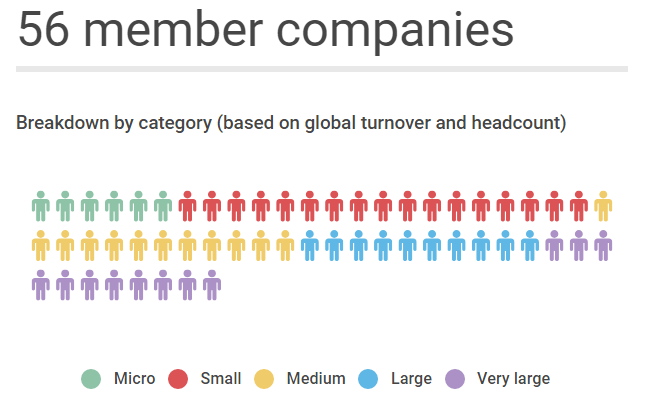 56 member companies
Breakdown by category (based on global turnover and headcount)
Micro Small Medium Large Very large